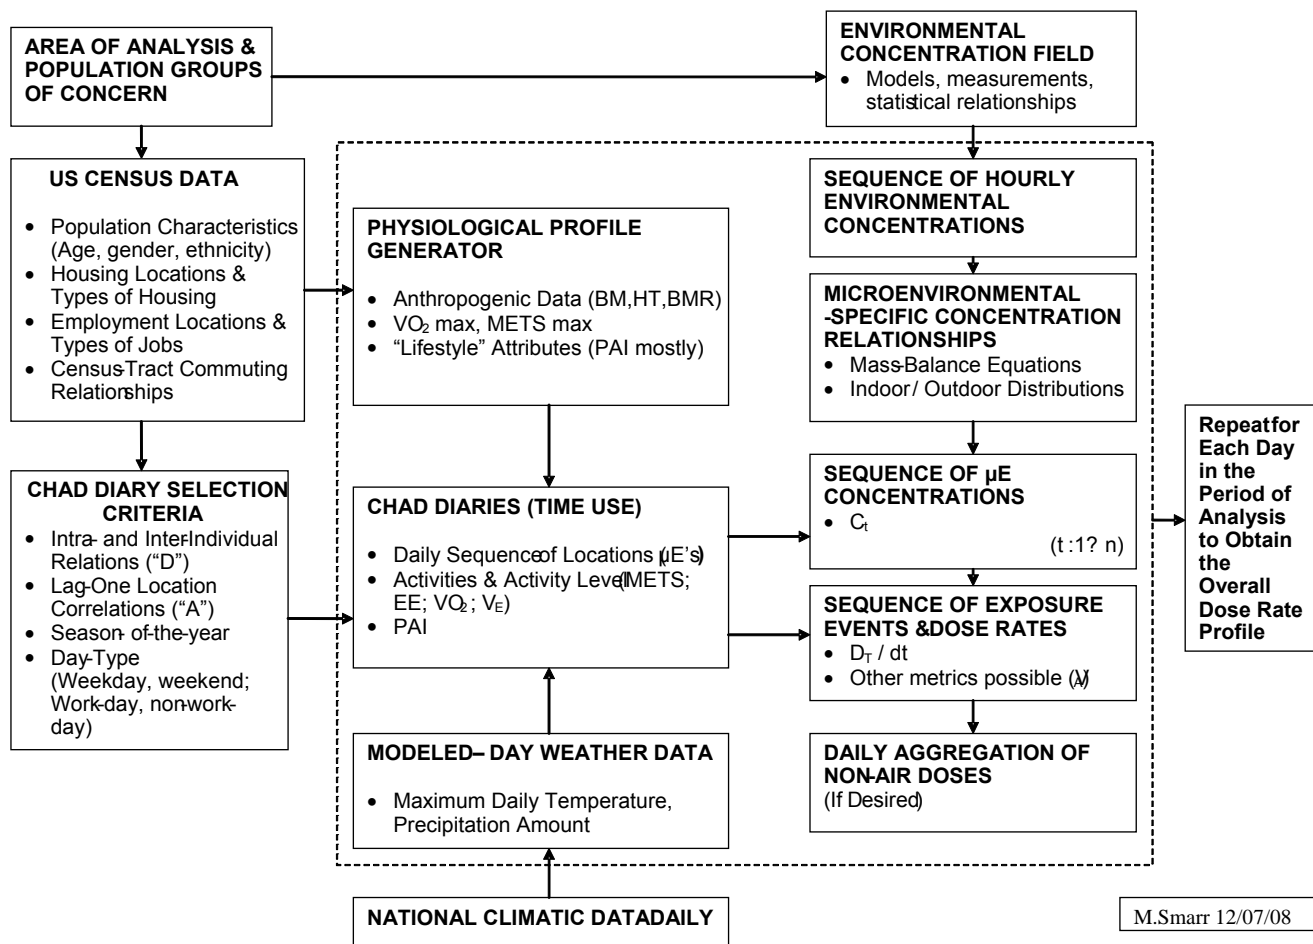 AREA OF ANALYSIS &
POPULATION GROUPS
OF CONCERN
ENVIRONMENTAL
CONCENTRATION FIELD
• Models, measurements,
statistical relationships
US CENSUS DATA
• Population Characteristics
(Age, gender, ethnicity)
• Housing Locations &
Types of Housing
• Employment Locations &
Types of Jobs
• Census-Tract Commuting
Relationships
PHYSIOLOGICAL PROFILE
GENERATOR
• Anthropogenic Data (BM,HT,BMR)
• VO₂ max, METS max
• “Lifestyle” Attributes (PAI mostly)
SEQUENCE OF HOURLY
ENVIRONMENTAL
CONCENTRATIONS
MICROENVIRONMENTAL
-SPECIFIC CONCENTRATION
RELATIONSHIPS
• Mass-Balance Equations
• Indoor / Outdoor Distributions
CHAD DIARY SELECTION
CRITERIA
• Intra- and Inter-Individual
Relations (“D”)
• Lag-One Location
Correlations (“A”)
• Season- of-the-year
• Day-Type
(Weekday, weekend;
Work-day, non-work-
day)
CHAD DIARIES (TIME USE)
• Daily Sequence of Locations (µE’s)
• Activities & Activity Level (METS;
EE; VO₂ ; VE)
• PAI
SEQUENCE OF µE
CONCENTRATIONS
• Ct
(t :1? n)
SEQUENCE OF EXPOSURE
EVENTS &DOSE RATES
• DT / dt
• Other metrics possible
DAILY AGGREGATION OF
NON-AIR DOSES
(If Desired)
MODELED– DAY WEATHER DATA
• Maximum Daily Temperature,
Precipitation Amount
NATIONAL CLIMATIC DATADAILY
Repeat for
Each Day
in the
Period of
Analysis
to Obtain
the
Overall
Dose Rate
Profile
M.Smarr 12/07/08